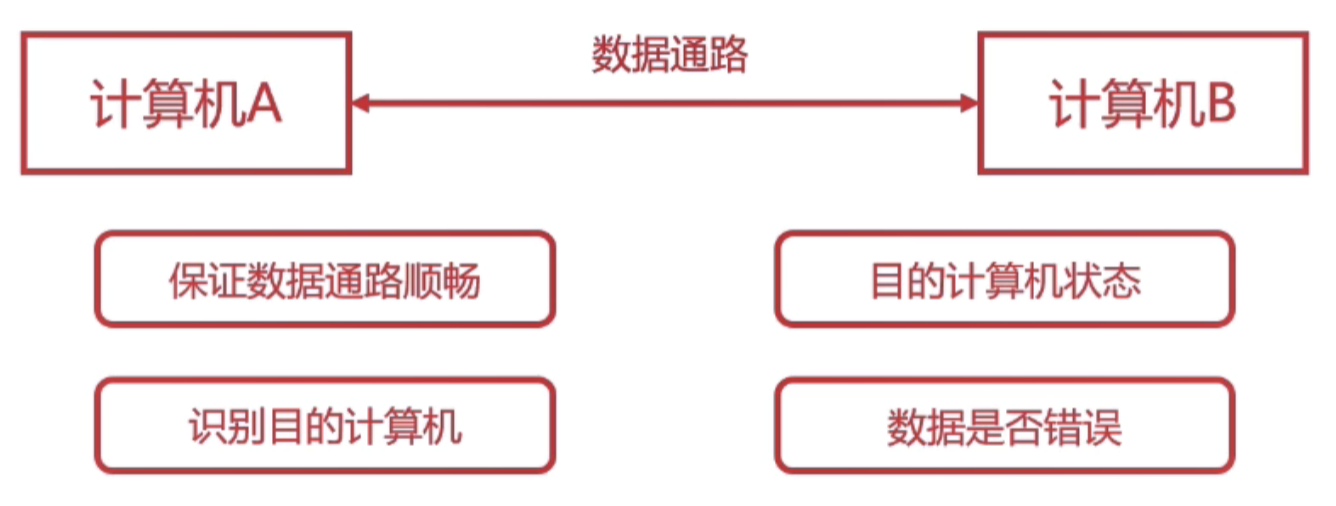 计算机A
数据通路
计算机B
保证数据通路顺畅
目的计算机状态
识别目的计算机
数据是否错误